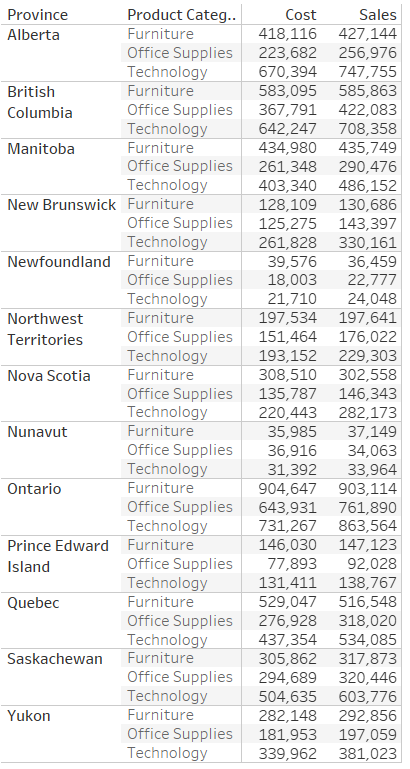 Province Product Categ.. Cost Sales
Alberta Furniture 418,116 427,144
Office Supplies 223,682 256,976
Technology 670,394 747,755
British Furniture 583,095 585,863
Columbia Office Supplies 367,791 422,083
Technology 642,247 708,358
Manitoba Furniture 434,980 435,749
Office Supplies 261,348 290,476
Technology 403,340 486,152
New Brunswick Furniture 128,109 130,686
Office Supplies 125,275 143,397
Technology 261,828 330,161
Newfoundland Furniture 39,576 36,459
Office Supplies 18,003 22,777
Technology 21,710 24,048
Northwest Furniture 197,534 197,641
Territories Office Supplies 151,464 176,022
Technology 193,152 229,303
Nova Scotia Furniture 308,510 302,558
Office Supplies 135,787 146,343
Technology 220,443 282,173
Nunavut Furniture 35,985 37,149
Office Supplies 36,916 34,063
Technology 31,392 33,964
Ontario Furniture 904,647 903,114
Office Supplies 643,931 761,890
Technology 731,267 863,564
Prince Edward Furniture 146,030 147,123
Island Office Supplies 77,893 92,028
Technology 131,411 138,767
Quebec Furniture 529,047 516,548
Office Supplies 276,928 318,020
Technology 437,354 534,085
Saskachewan Furniture 305,862 317,873
Office Supplies 294,689 320,446
Technology 504,635 603,776
Yukon Furniture 282,148 292,856
Office Supplies 181,953 197,059
Technology 339,962 381,023